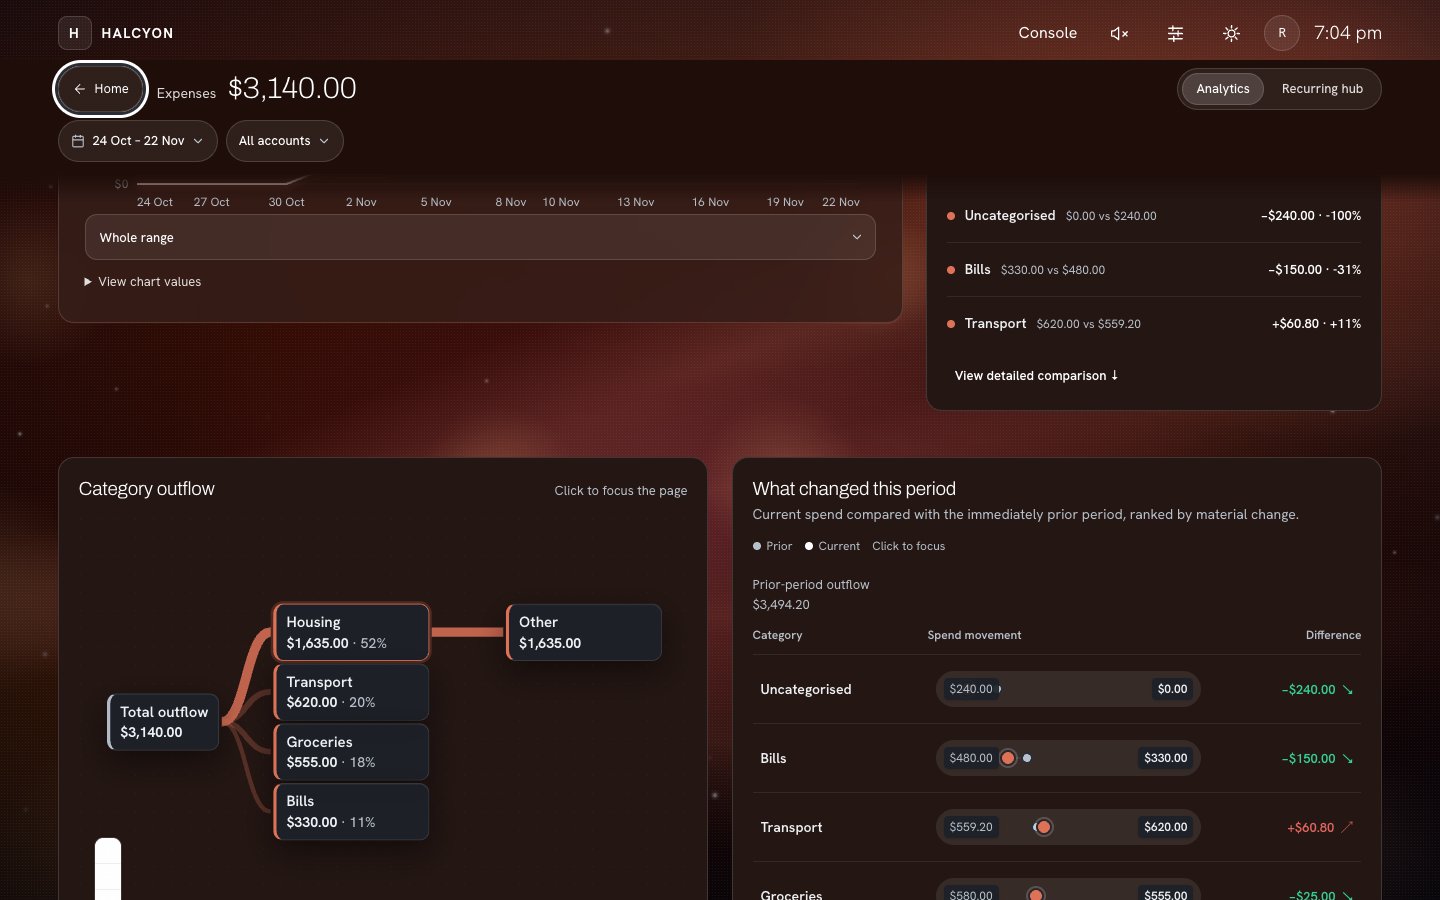 H HALCYON
Console
R 7:04 pm
Home Expenses $3,140.00
Analytics Recurring hub
24 Oct – 22 Nov All accounts
$0
24 Oct 27 Oct 30 Oct 2 Nov 5 Nov 8 Nov 10 Nov 13 Nov 16 Nov 19 Nov 22 Nov
Whole range
View chart values
Uncategorised $0.00 vs $240.00 −$240.00 · -100%
Bills $330.00 vs $480.00 −$150.00 · -31%
Transport $620.00 vs $559.20 +$60.80 · +11%
View detailed comparison ↓
Category outflow
Click to focus the page
Total outflow
$3,140.00
Housing
$1,635.00 · 52%
Other
$1,635.00
Transport
$620.00 · 20%
Groceries
$555.00 · 18%
Bills
$330.00 · 11%
What changed this period
Current spend compared with the immediately prior period, ranked by material change.
Prior Current Click to focus
Prior-period outflow
$3,494.20
Category Spend movement Difference
Uncategorised $240.00 $0.00 −$240.00 ↘
Bills $480.00 $330.00 −$150.00 ↘
Transport $559.20 $620.00 +$60.80 ↗
Groceries $580.00 $555.00 −$25.00 ↘